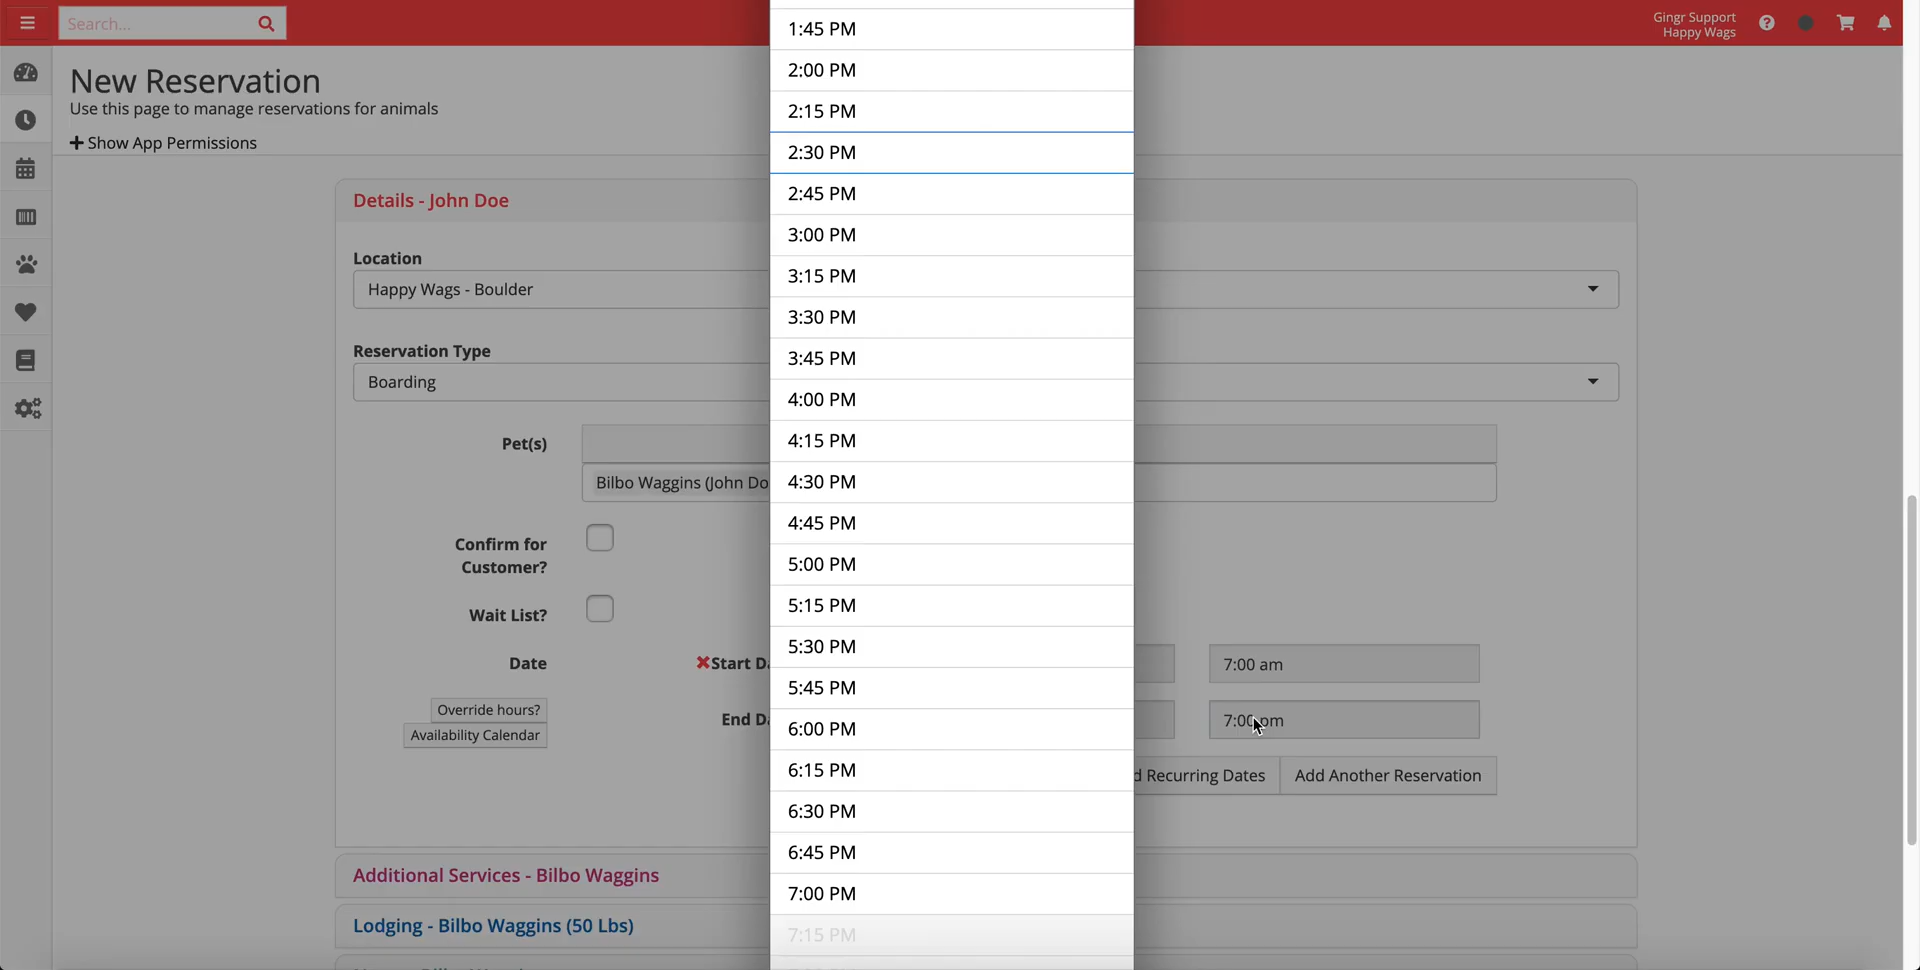 Search...
Gingr Support
Happy Wags
New Reservation
Use this page to manage reservations for animals
Show App Permissions
Details - John Doe
Location
Happy Wags - Boulder
Reservation Type
Boarding
Pet(s)
Bilbo Waggins (John Do
Confirm for
Customer?
Wait List?
Date
Start Da
7:00 am
Override hours?
End Da
7:00 pm
Availability Calendar
d Recurring Dates
Add Another Reservation
Additional Services - Bilbo Waggins
Lodging - Bilbo Waggins (50 Lbs)
1:45 PM
2:00 PM
2:15 PM
2:30 PM
2:45 PM
3:00 PM
3:15 PM
3:30 PM
3:45 PM
4:00 PM
4:15 PM
4:30 PM
4:45 PM
5:00 PM
5:15 PM
5:30 PM
5:45 PM
6:00 PM
6:15 PM
6:30 PM
6:45 PM
7:00 PM
7:15 PM